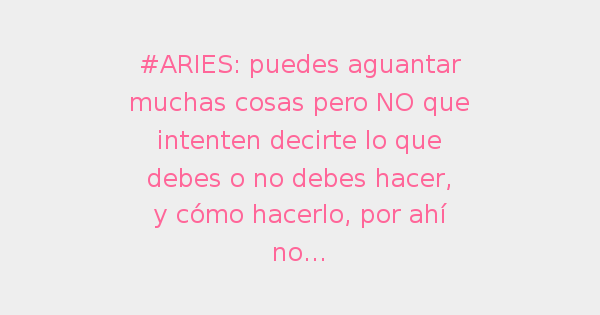 #ARIES: puedes aguantar
muchas cosas pero NO que
intenten decirte lo que
debes o no debes hacer,
y cómo hacerlo, por ahí
no...